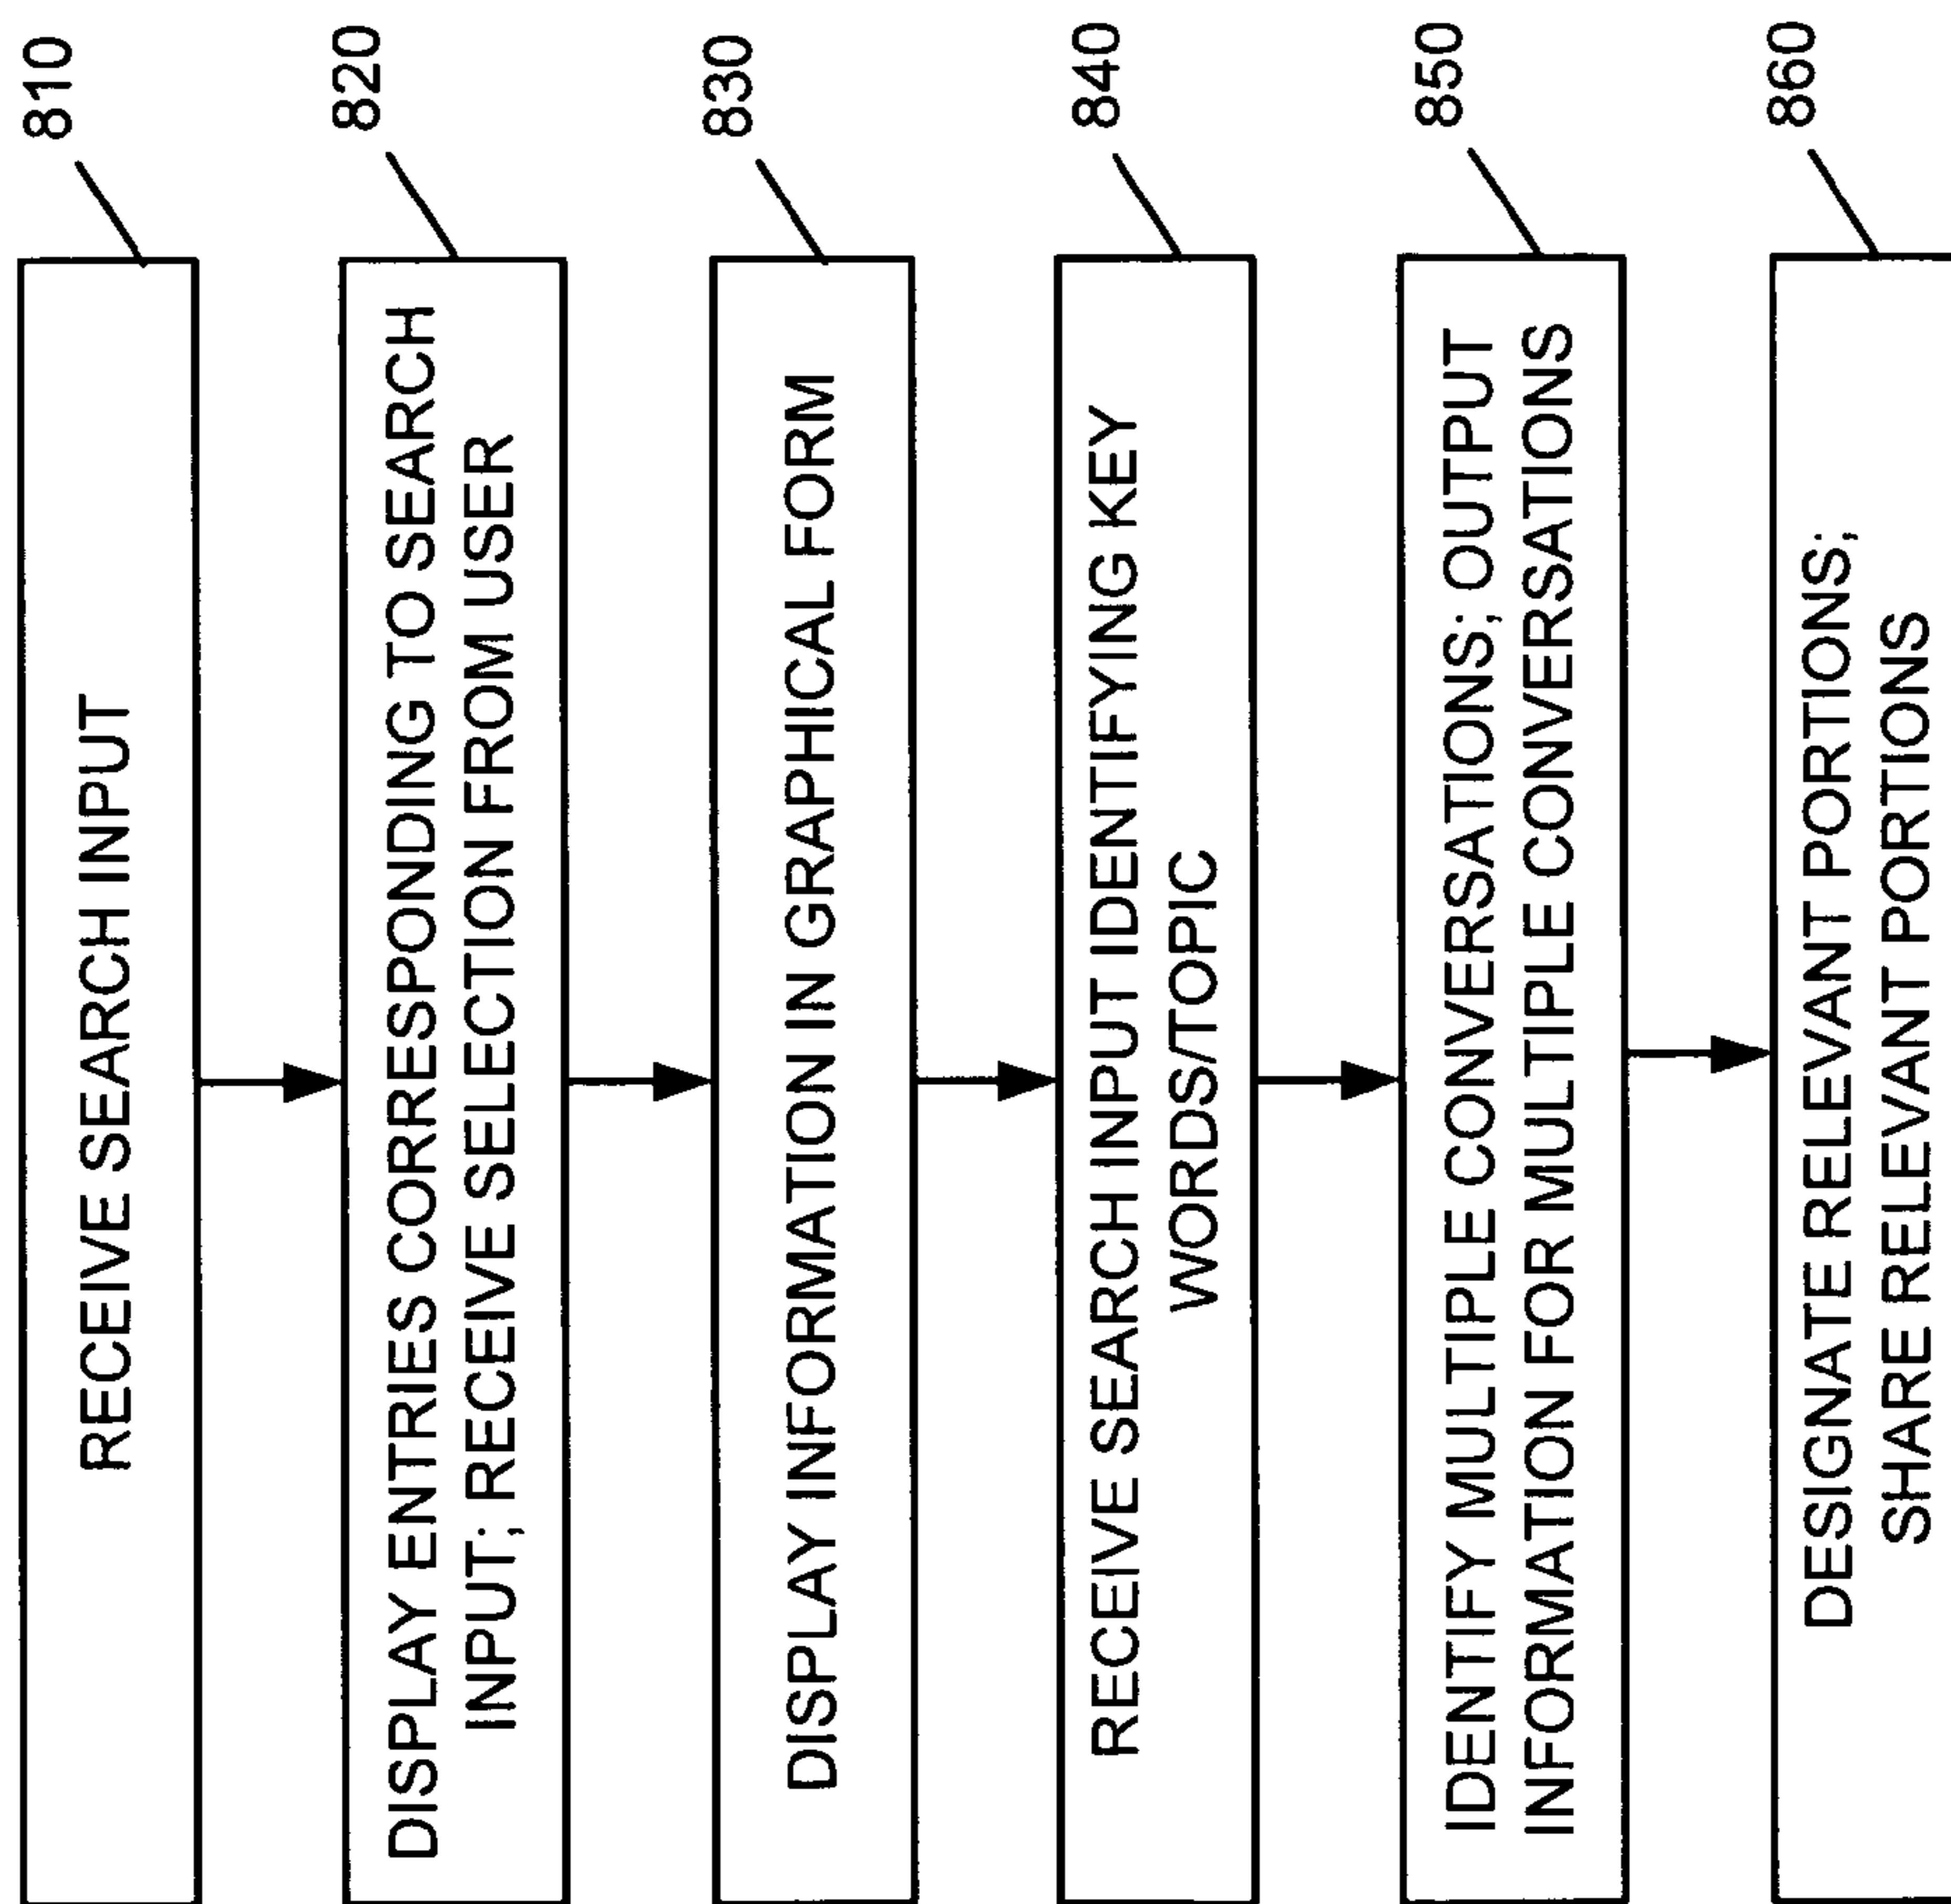 810
RECEIVE SEARCH INPUT
820
DISPLAY ENTRIES CORRESPONDING TO SEARCH
INPUT; RECEIVE SELECTION FROM USER
830
DISPLAY INFORMATION IN GRAPHICAL FORM
840
RECEIVE SEARCH INPUT IDENTIFYING KEY
WORDS/TOPIC
850
IDENTIFY MULTIPLE CONVERSATIONS; OUTPUT
INFORMATION FOR MULTIPLE CONVERSATIONS
860
DESIGNATE RELEVANT PORTIONS;
SHARE RELEVANT PORTIONS